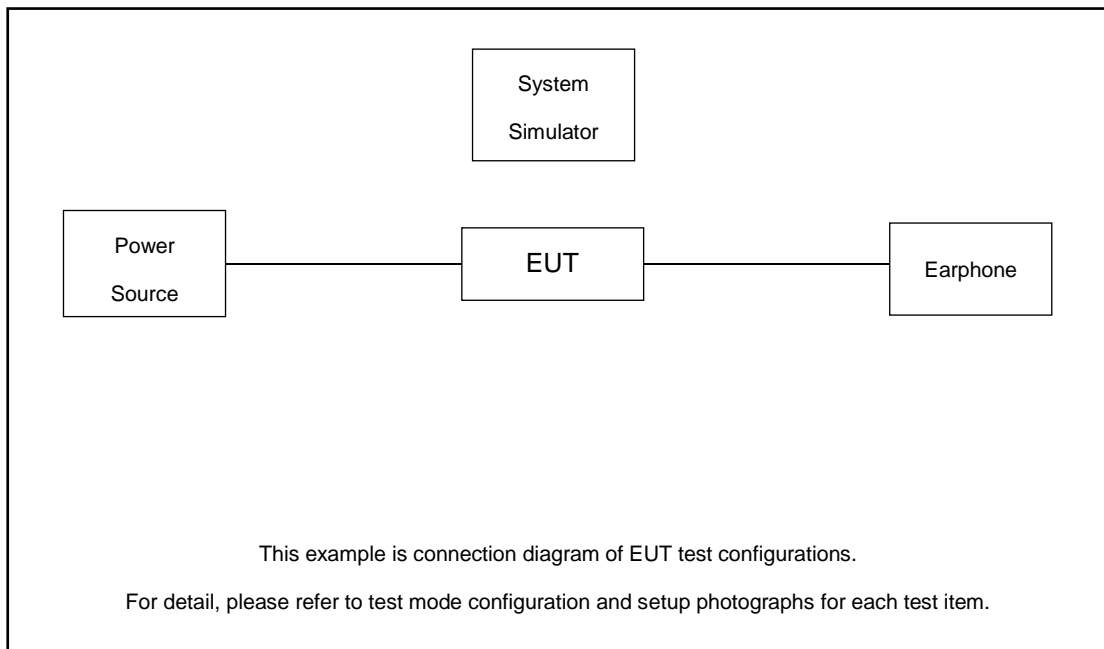 System
Simulator
Power
Source
EUT
Earphone
This example is connection diagram of EUT test configurations.
For detail, please refer to test mode configuration and setup photographs for each test item.